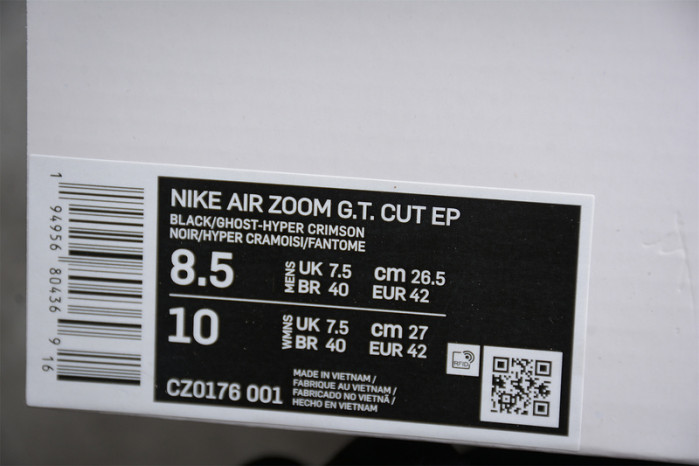 1 94956 80436 916
NIKE AIR ZOOM G.T. CUT EP
BLACK/GHOST-HYPER CRIMSON
NOIR/HYPER CRAMOISI/FANTOME
8.5 MENS UK 7.5 cm 26.5
BR 40 EUR 42
10 WMNS UK 7.5 cm 27
BR 40 EUR 42
CZ0176 001
MADE IN VIETNAM /
FABRIQUE AU VIETNAM /
FABRICADO NO VIETNÃ /
HECHO EN VIETNAM
RFID